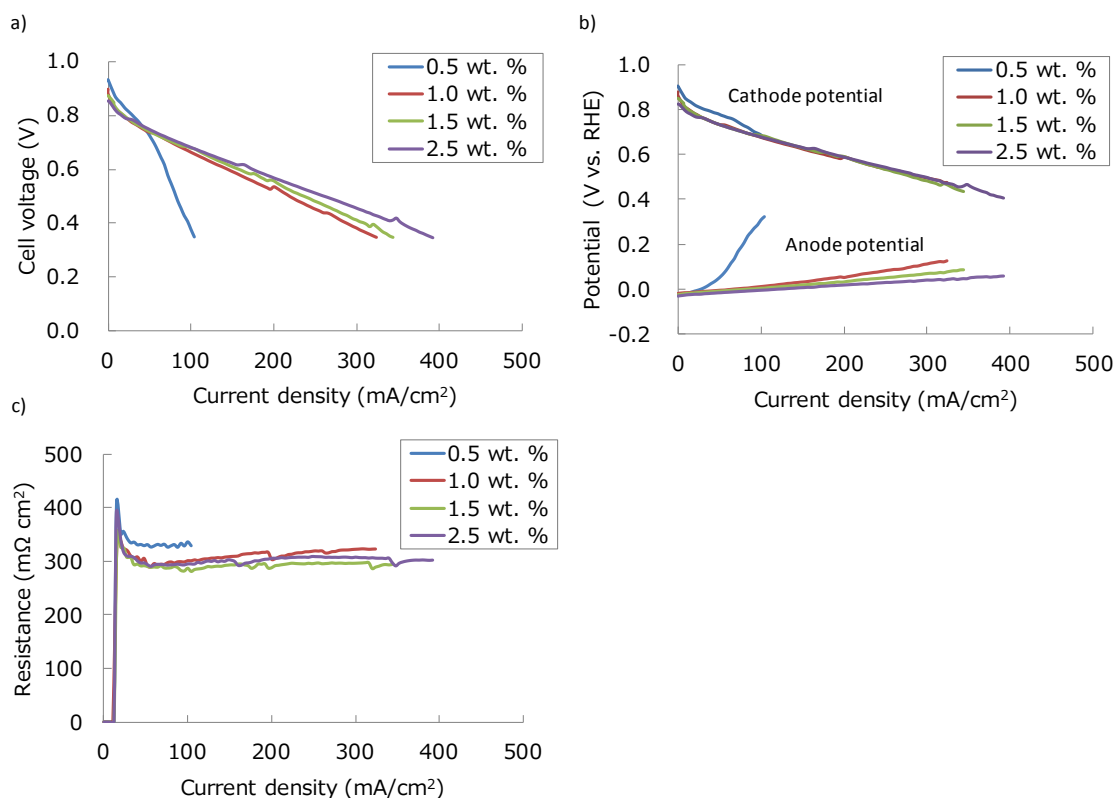 a)
Cell voltage (V)
1.0
0.8
0.6
0.4
0.2
0.0
0
100
200
300
400
500
Current density (mA/cm²)
0.5 wt. %
1.0 wt. %
1.5 wt. %
2.5 wt. %
b)
Potential (V vs. RHE)
1.0
0.8
0.6
0.4
0.2
0.0
-0.2
0
100
200
300
400
500
Current density (mA/cm²)
Cathode potential
Anode potential
0.5 wt. %
1.0 wt. %
1.5 wt. %
2.5 wt. %
c)
Resistance (mΩ cm²)
500
400
300
200
100
0
0
100
200
300
400
500
Current density (mA/cm²)
0.5 wt. %
1.0 wt. %
1.5 wt. %
2.5 wt. %